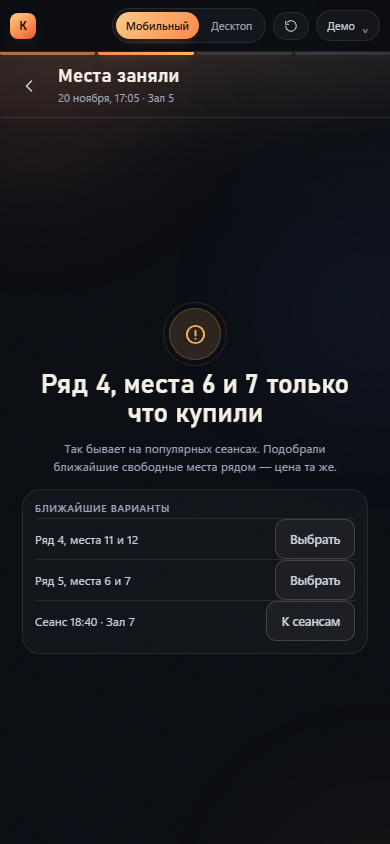 К
Мобильный
Десктоп
Демо
Места заняли
20 ноября, 17:05 · Зал 5
Ряд 4, места 6 и 7 только
что купили
Так бывает на популярных сеансах. Подобрали
ближайшие свободные места рядом — цена та же.
БЛИЖАЙШИЕ ВАРИАНТЫ
Ряд 4, места 11 и 12
Выбрать
Ряд 5, места 6 и 7
Выбрать
Сеанс 18:40 · Зал 7
К сеансам